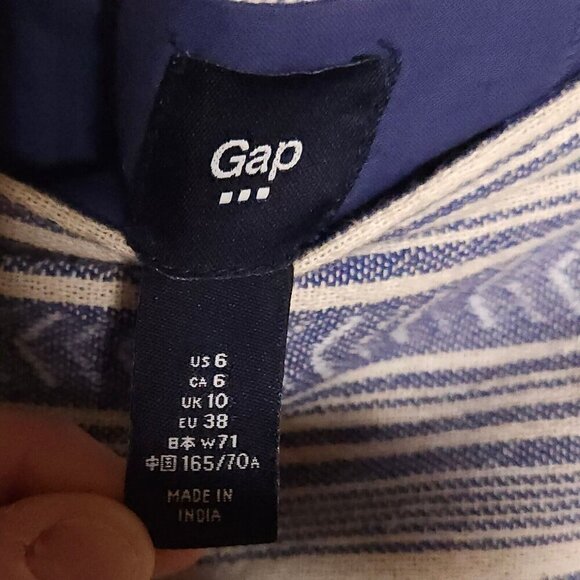 Gap
US 6
CA 6
UK 10
EU 38
日本 W71
中国 165/70A
MADE IN
INDIA